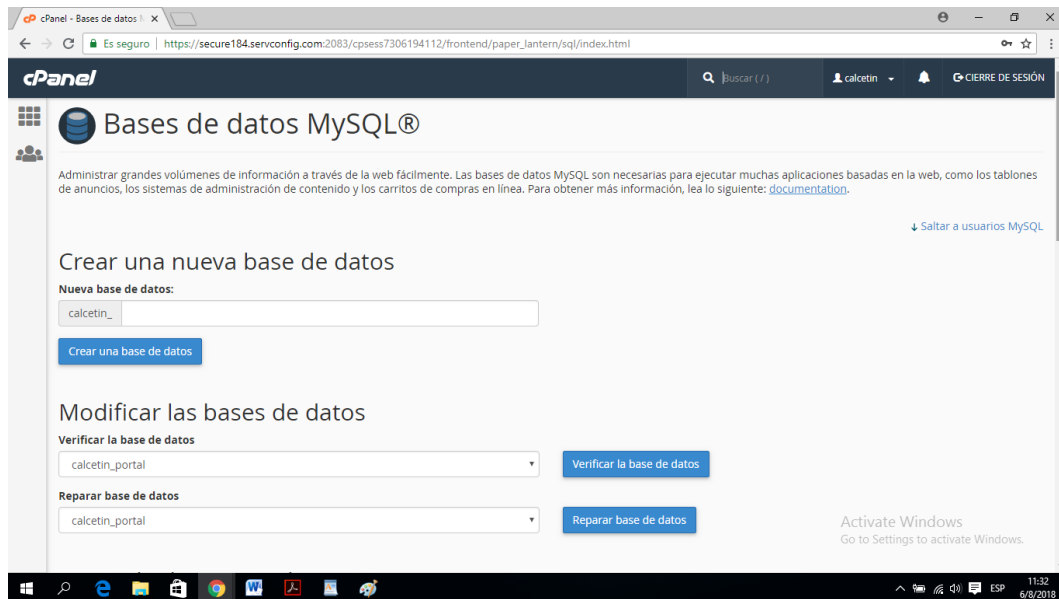 cPanel - Bases de datos M
Es seguro | https://secure184.servconfig.com:2083/cpsess7306194112/frontend/paper_lantern/sql/index.html
cPanel
Buscar ( / )
calcetin
CIERRE DE SESIÓN
Bases de datos MySQL®
Administrar grandes volúmenes de información a través de la web fácilmente. Las bases de datos MySQL son necesarias para ejecutar muchas aplicaciones basadas en la web, como los tablones
de anuncios, los sistemas de administración de contenido y los carritos de compras en línea. Para obtener más información, lea lo siguiente: documentation.
Saltar a usuarios MySQL
Crear una nueva base de datos
Nueva base de datos:
calcetin_
Crear una base de datos
Modificar las bases de datos
Verificar la base de datos
calcetin_portal
Verificar la base de datos
Reparar base de datos
calcetin_portal
Reparar base de datos
Activate Windows
Go to Settings to activate Windows.
ESP
11:32
6/8/2018